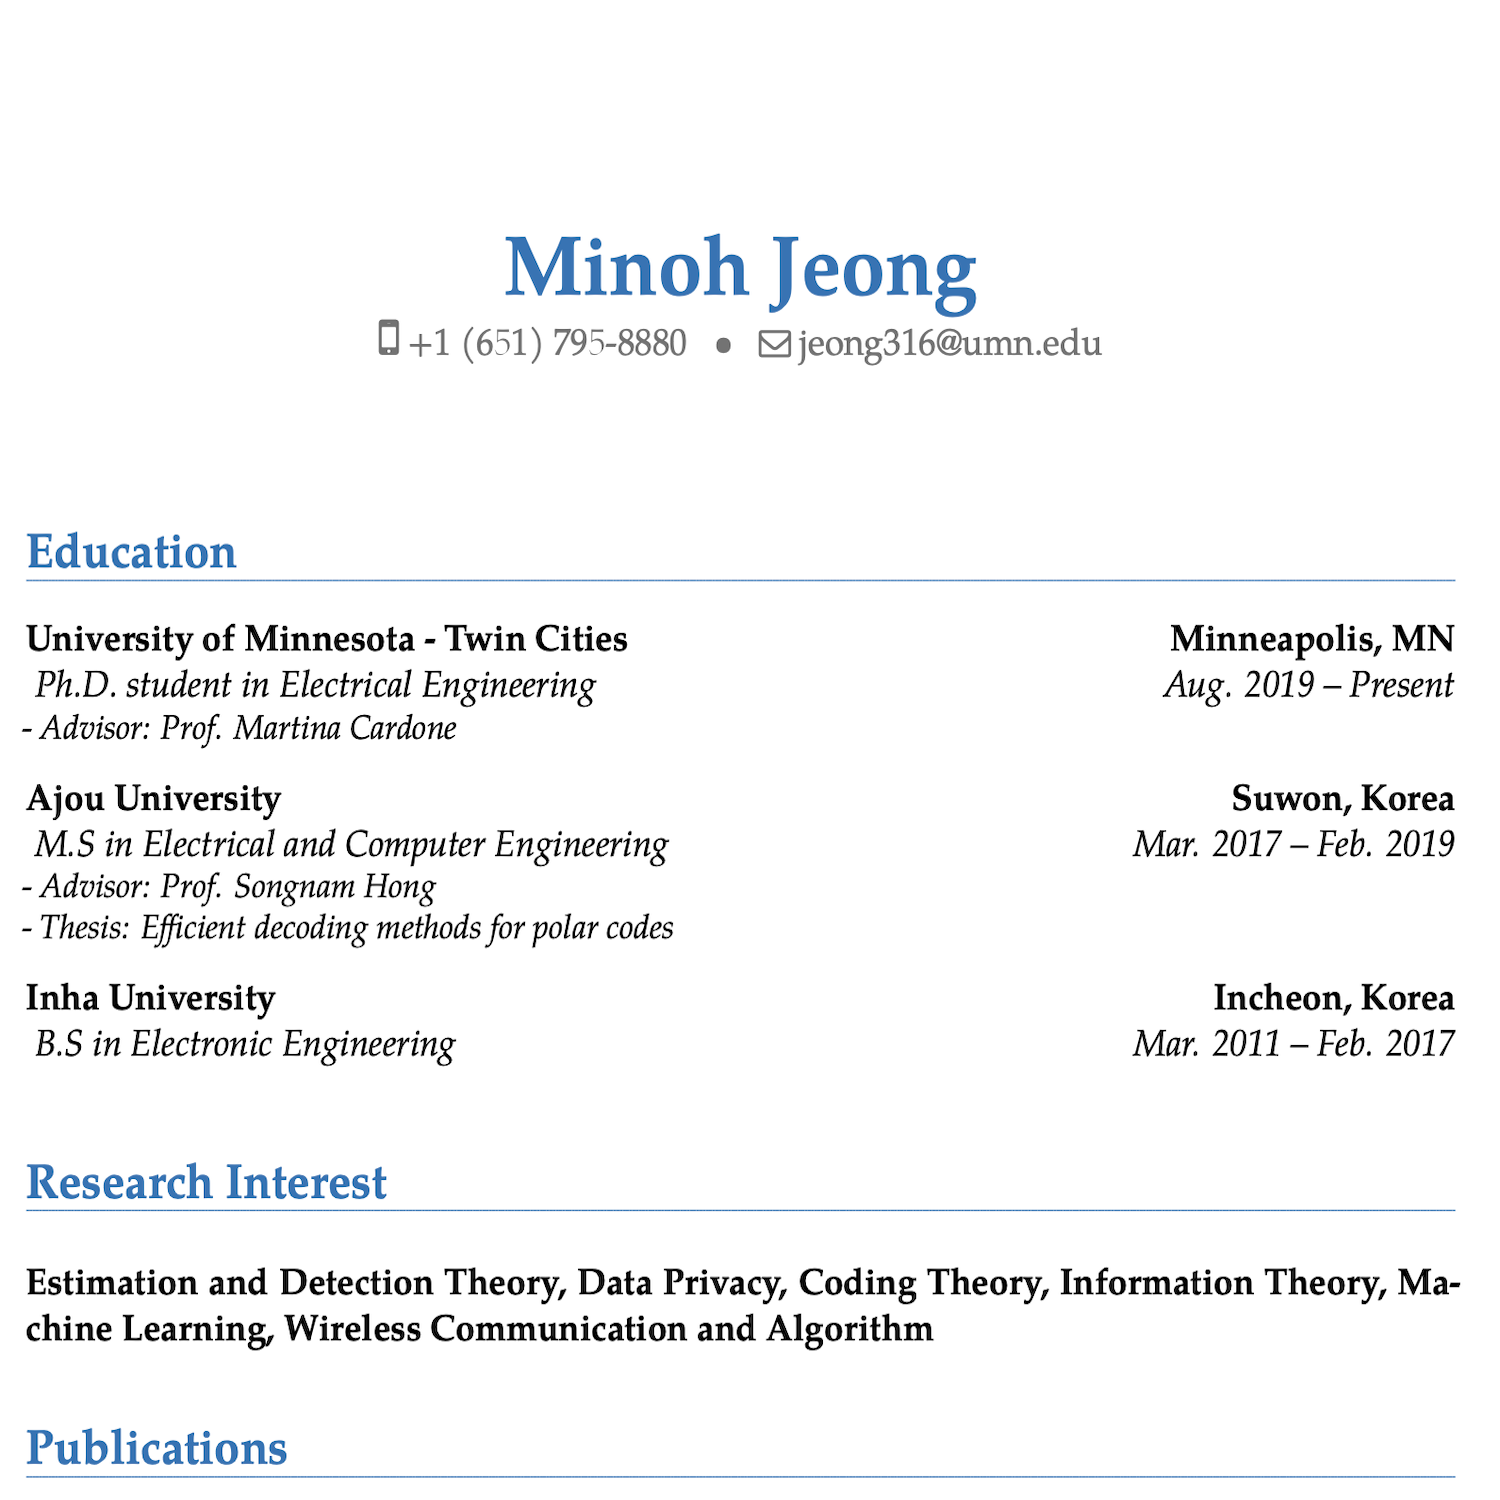 Minoh Jeong
+1 (651) 795-8880 • jeong316@umn.edu
Education
University of Minnesota - Twin Cities Minneapolis, MN
Ph.D. student in Electrical Engineering Aug. 2019 – Present
- Advisor: Prof. Martina Cardone
Ajou University Suwon, Korea
M.S in Electrical and Computer Engineering Mar. 2017 – Feb. 2019
- Advisor: Prof. Songnam Hong
- Thesis: Efficient decoding methods for polar codes
Inha University Incheon, Korea
B.S in Electronic Engineering Mar. 2011 – Feb. 2017
Research Interest
Estimation and Detection Theory, Data Privacy, Coding Theory, Information Theory, Ma-
chine Learning, Wireless Communication and Algorithm
Publications